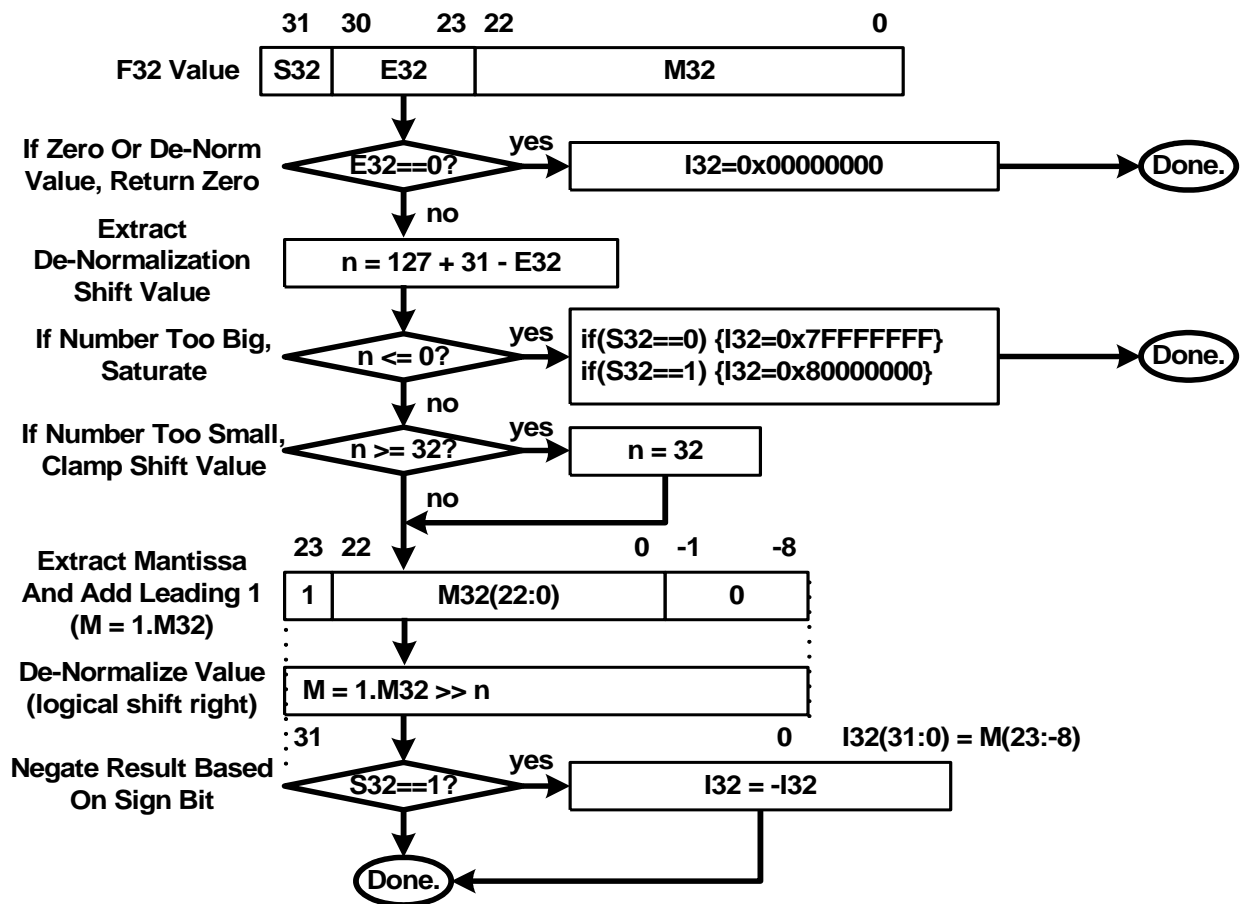 31 30 23 22 0
F32 Value S32 E32 M32
If Zero Or De-Norm
Value, Return Zero
E32==0?
yes
I32=0x00000000
Done.
no
Extract
De-Normalization
Shift Value
n = 127 + 31 - E32
If Number Too Big,
Saturate
n <= 0?
yes
if(S32==0) {I32=0x7FFFFFFF}
if(S32==1) {I32=0x80000000}
Done.
no
If Number Too Small,
Clamp Shift Value
n >= 32?
yes
n = 32
no
23 22 0 -1 -8
Extract Mantissa
And Add Leading 1
(M = 1.M32)
1 M32(22:0) 0
De-Normalize Value
(logical shift right)
M = 1.M32 >> n
31 0 I32(31:0) = M(23:-8)
Negate Result Based
On Sign Bit
S32==1?
yes
I32 = -I32
Done.